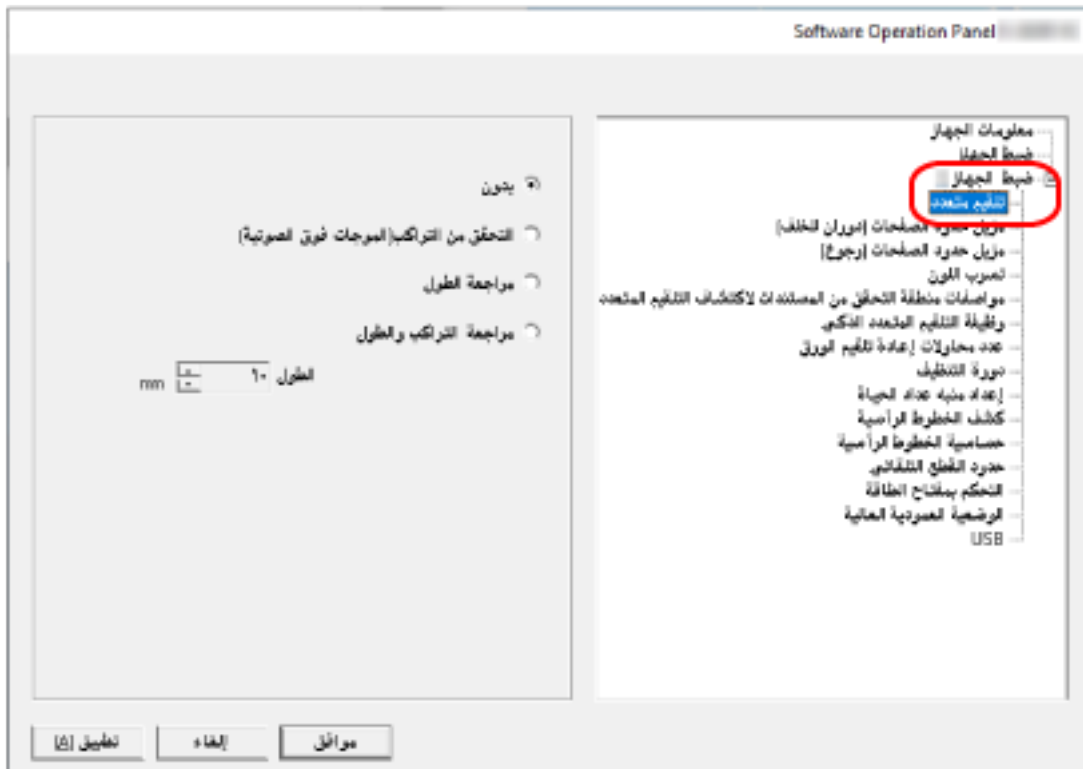 Software Operation Panel
معلومات الجهاز
ضبط الجهاز
ضبط الجهاز
تلقيم متعدد
مزيل حدود الصفحات (دوران للخلف)
مزيل حدود الصفحات (رجوع)
تسرب اللون
مواصفات منطقة التحقق من المستندات لاكتشاف التلقيم المتعدد
وظيفة التلقيم المتعدد الذكي
عدد محاولات إعادة تلقيم الورق
دورة التنظيف
إعداد منبه عداد الحياة
كشف الخطوط الرأسية
حساسية الخطوط الرأسية
حدود القطع التلقائي
التحكم بمفتاح الطاقة
الوضعية العمودية العالية
USB
بدون
التحقق من التراكب(الموجات فوق الصوتية)
مراجعة الطول
مراجعة التراكب والطول
الطول ١٠ mm
موافق
إلغاء
تطبيق (A)